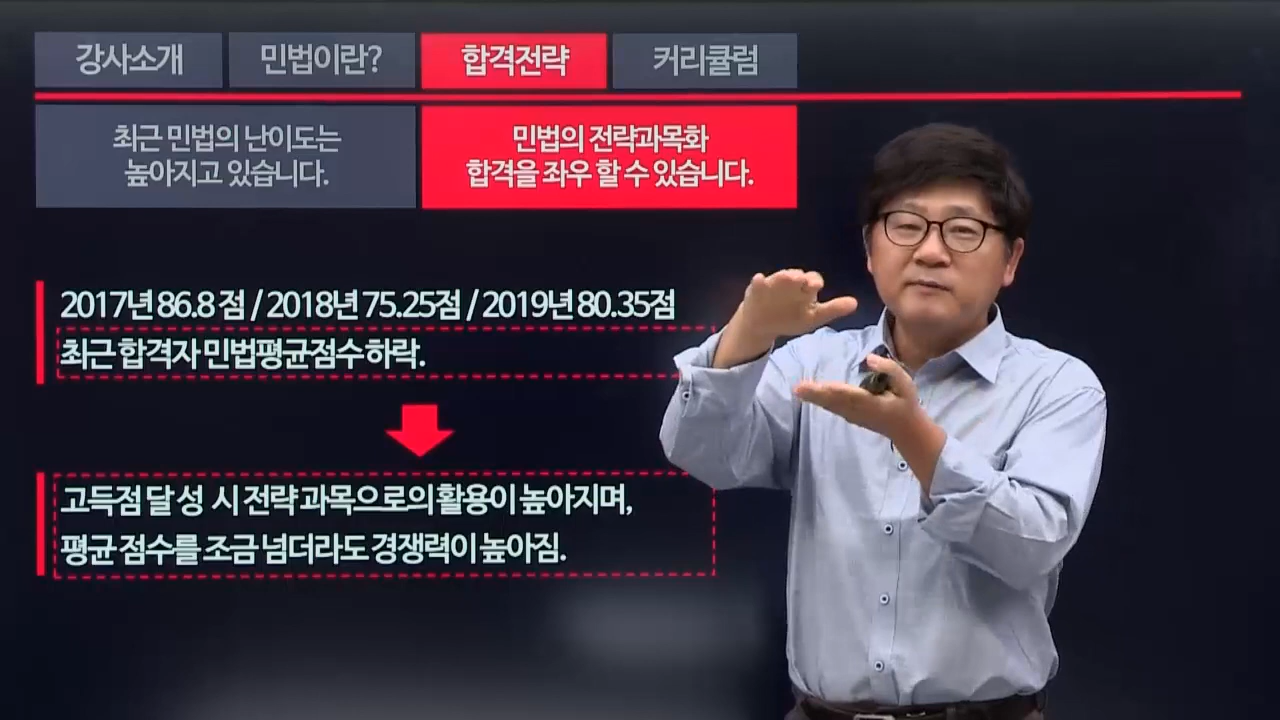 강사소개
민법이란?
합격전략
커리큘럼
최근 민법의 난이도는
높아지고 있습니다.
민법의 전략과목화
합격을 좌우 할 수 있습니다.
2017년 86.8 점 / 2018년 75.25점 / 2019년 80.35점
최근 합격자 민법평균점수 하락.
고득점 달 성 시 전략 과목으로의 활용이 높아지며,
평균 점수를 조금 넘더라도 경쟁력이 높아짐.